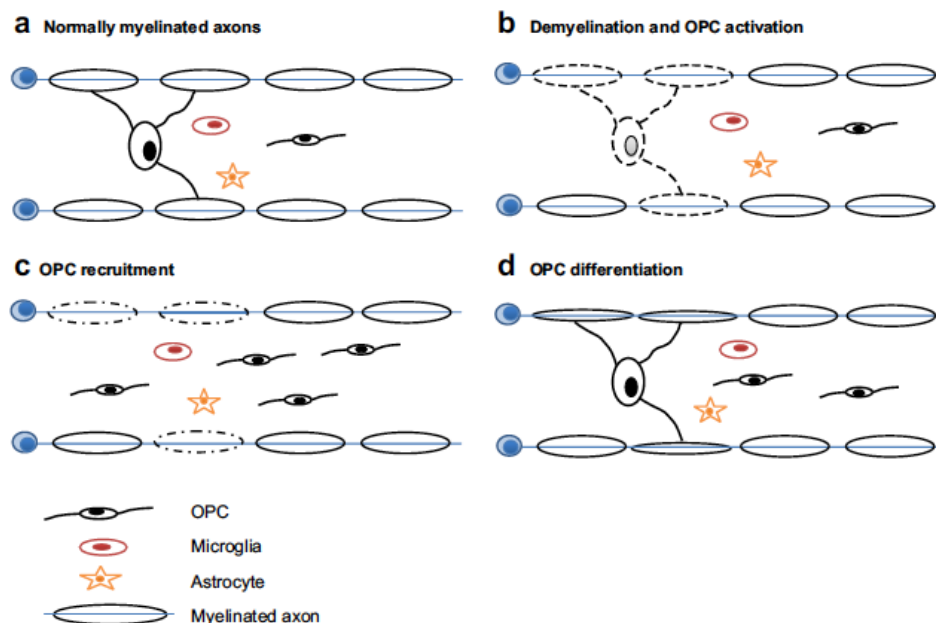 a Normally myelinated axons
b Demyelination and OPC activation
c OPC recruitment
d OPC differentiation
OPC
Microglia
Astrocyte
Myelinated axon